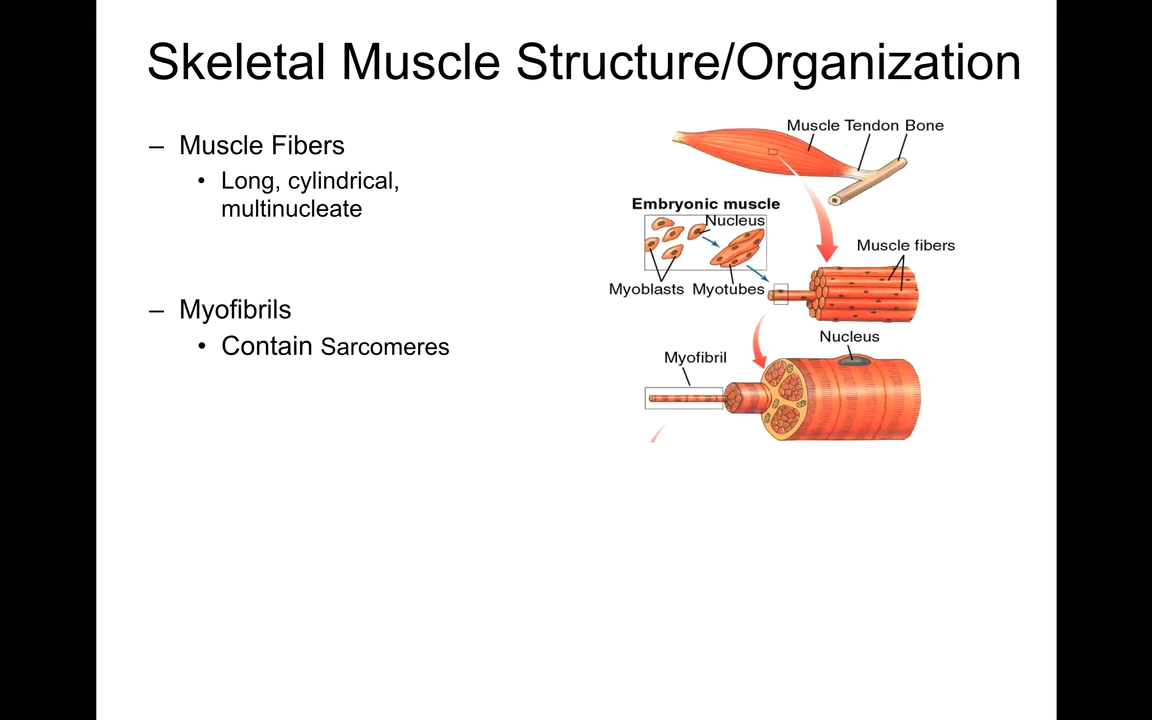 Skeletal Muscle Structure/Organization
– Muscle Fibers
• Long, cylindrical,
multinucleate
– Myofibrils
• Contain Sarcomeres
Muscle Tendon Bone
Embryonic muscle
Nucleus
Muscle fibers
Myoblasts Myotubes
Nucleus
Myofibril